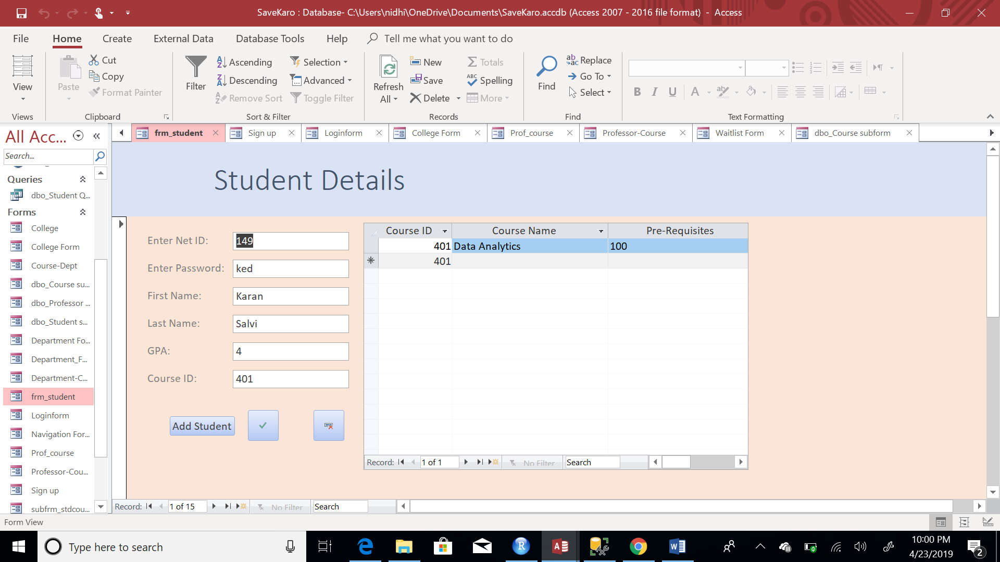 SaveKaro : Database- C:\Users\nidhi\OneDrive\Documents\SaveKaro.accdb (Access 2007 - 2016 file format)  -  Access
File Home Create External Data Database Tools Help Tell me what you want to do
View
Views
Paste
Cut
Copy
Format Painter
Clipboard
Filter
Ascending
Descending
Remove Sort
Selection
Advanced
Toggle Filter
Sort & Filter
Refresh
All
New
Save
Delete
Totals
Spelling
More
Records
Find
Replace
Go To
Select
Find
B I U A
Text Formatting
All Acc...
Search...
Queries
dbo_Student Q...
Forms
College
College Form
Course-Dept
dbo_Course su...
dbo_Professor ...
dbo_Student s...
Department Fo...
Department_F...
Department-C...
frm_student
Loginform
Navigation For...
Prof_course
Professor-Cou...
Sign up
subfrm_stdcou...
frm_student Sign up Loginform College Form Prof_course Professor-Course Waitlist Form dbo_Course subform
Student Details
Enter Net ID: 149
Enter Password: ked
First Name: Karan
Last Name: Salvi
GPA: 4
Course ID: 401
Add Student
Course ID Course Name Pre-Requisites
401 Data Analytics 100
401
Record: 1 of 1 No Filter Search
Record: 1 of 15 No Filter Search
Form View
Type here to search
10:00 PM
4/23/2019
2